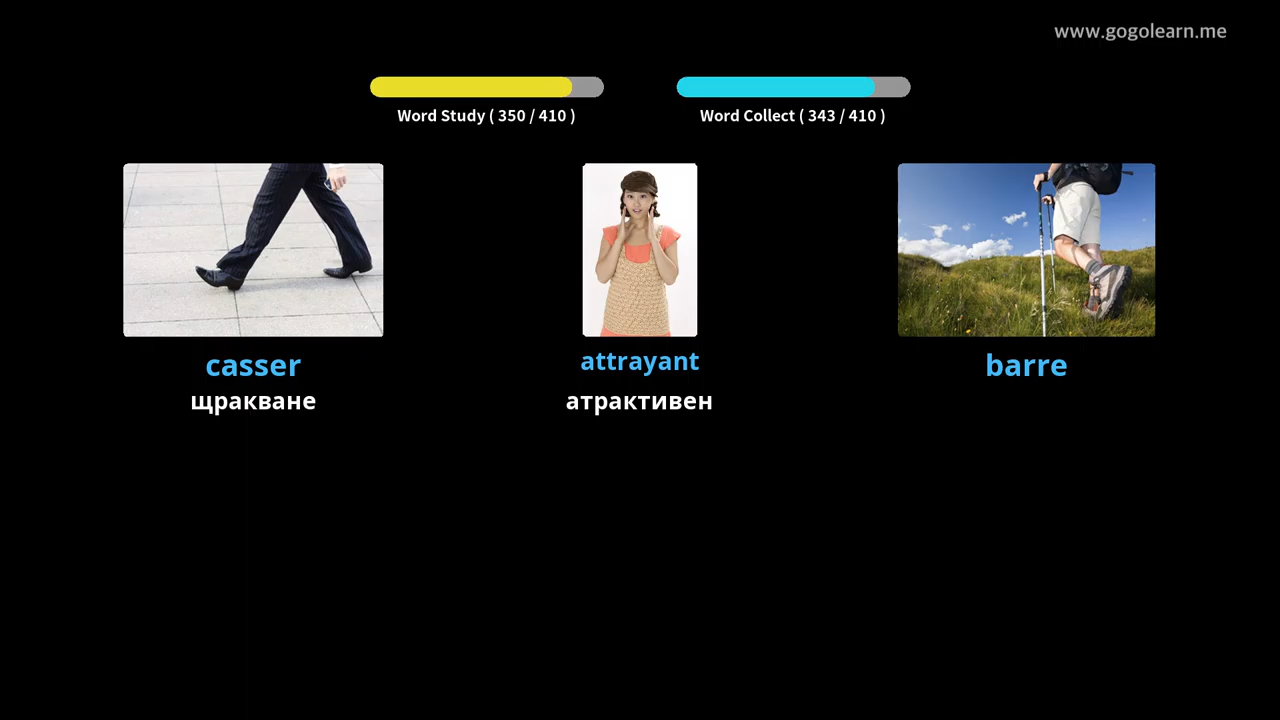 www.gogolearn.me
Word Study ( 350 / 410 )
Word Collect ( 343 / 410 )
casser
attrayant
barre
щракване
атрактивен